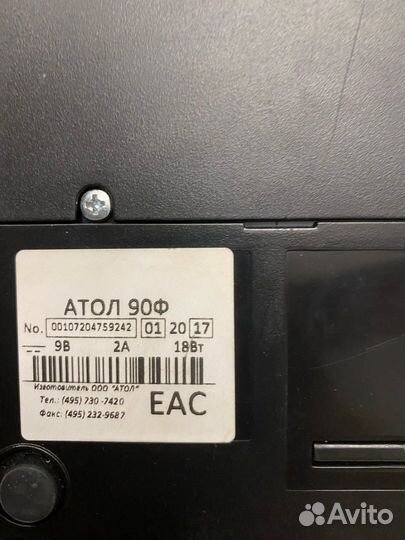 АТОЛ 90Ф
No. 00107204759242 01 20 17
9В 2А 18Вт
Изготовитель ООО "АТОЛ"
Тел.: (495) 730-7420
Факс: (495) 232-9687
EAC
Avito